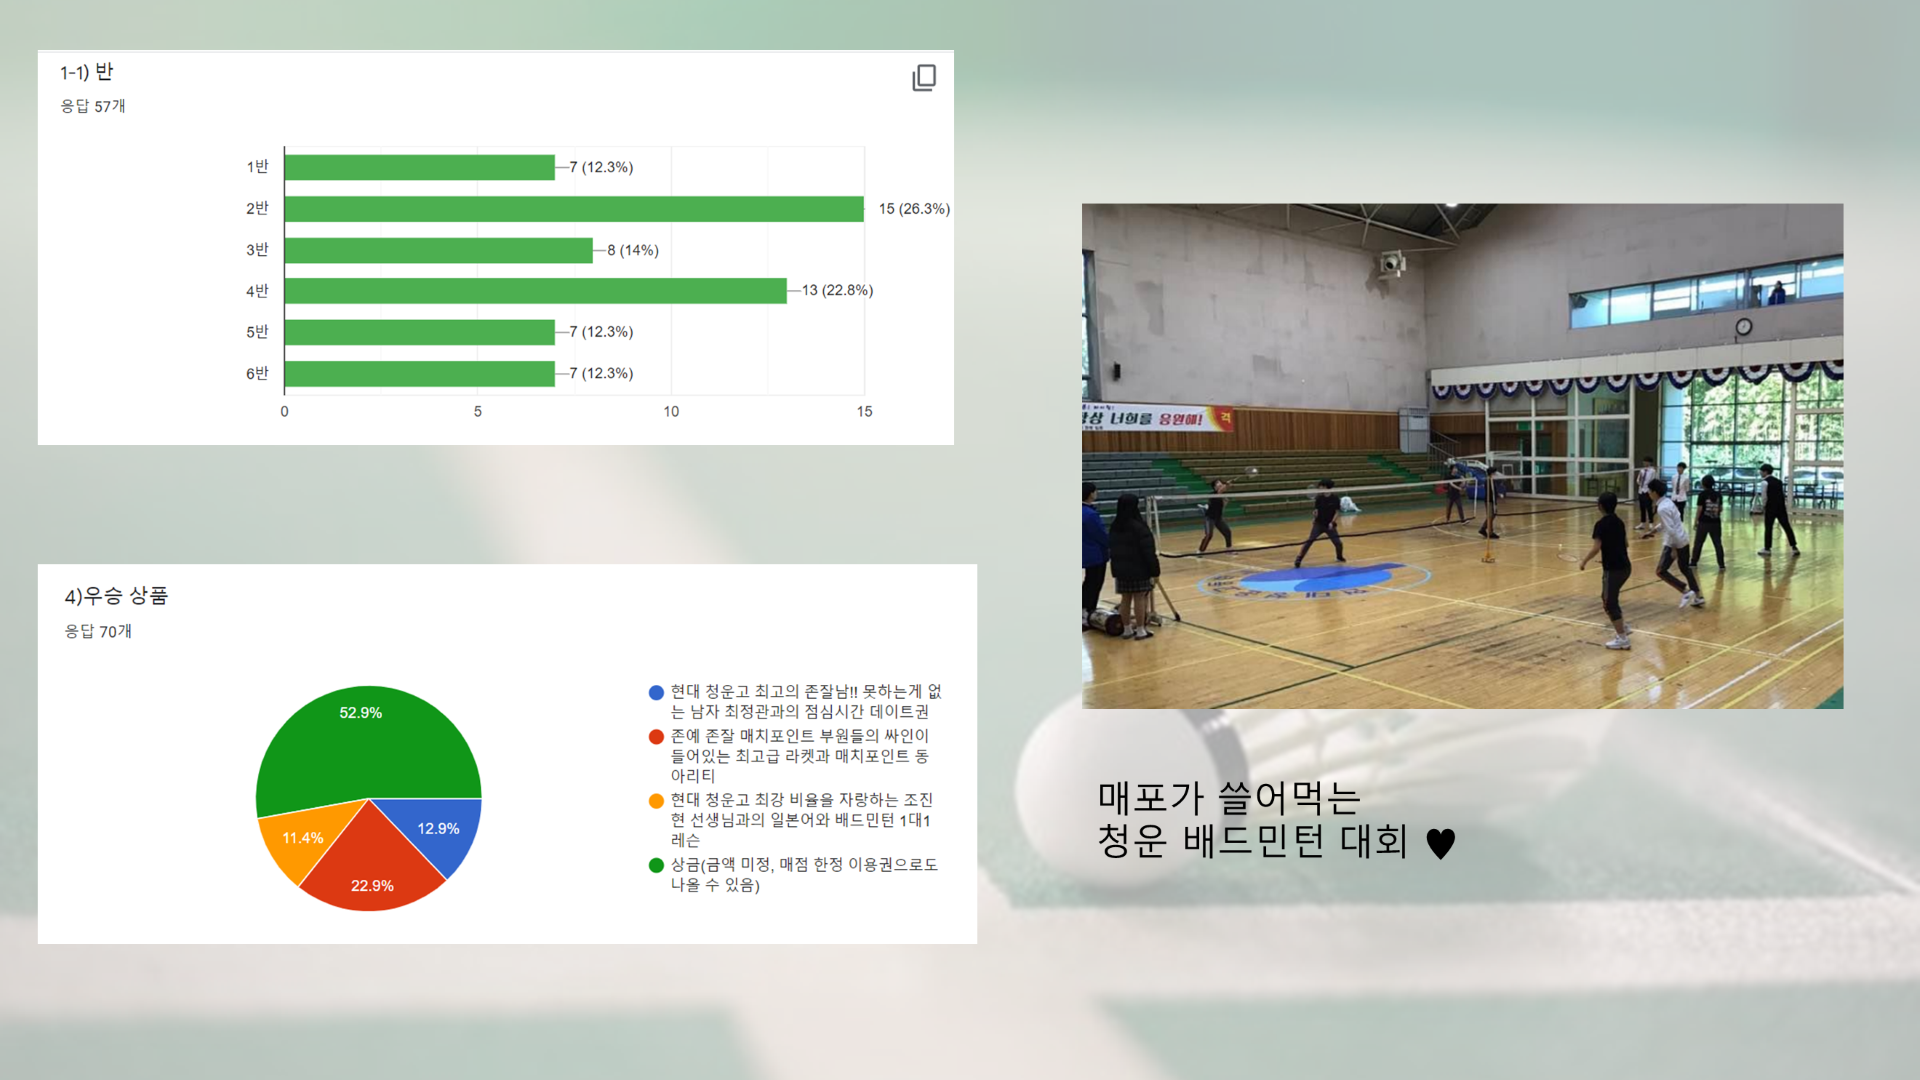 1-1) 반
응답 57개
1반
7 (12.3%)
2반
15 (26.3%)
3반
8 (14%)
4반
13 (22.8%)
5반
7 (12.3%)
6반
7 (12.3%)
0
5
10
15
4)우승 상품
응답 70개
52.9%
11.4%
22.9%
12.9%
현대 청운고 최고의 존잘남!! 못하는게 없
는 남자 최정관과의 점심시간 데이트권
존예 존잘 매치포인트 부원들의 싸인이
들어있는 최고급 라켓과 매치포인트 동
아리티
현대 청운고 최강 비율을 자랑하는 조진
현 선생님과의 일본어와 배드민턴 1대1
레슨
상금(금액 미정, 매점 한정 이용권으로도
나올 수 있음)
너희를 응원해!
격
매포가 쓸어먹는
청운 배드민턴 대회 ♥